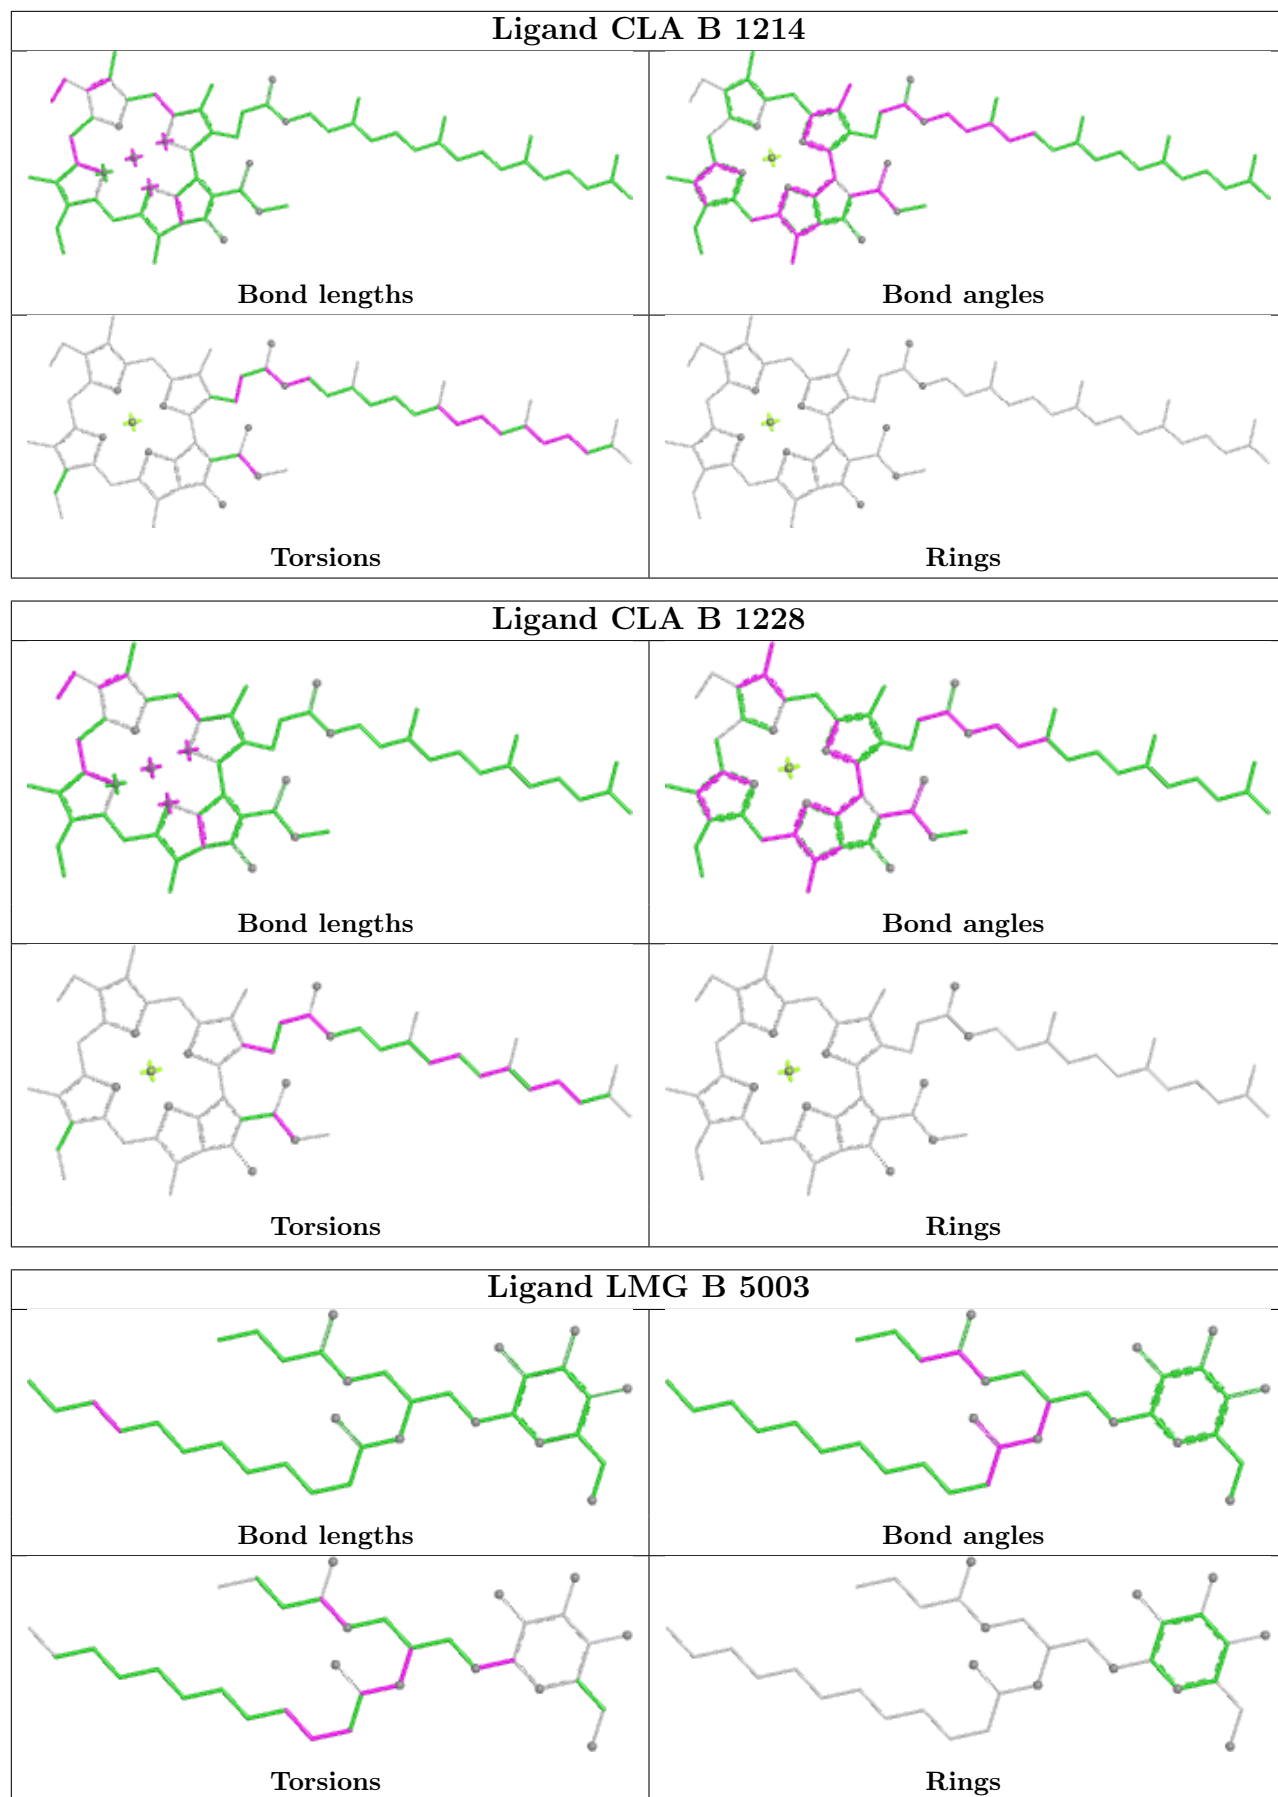 Ligand CLA B 1214
Bond lengths
Bond angles
Torsions
Rings
Ligand CLA B 1228
Bond lengths
Bond angles
Torsions
Rings
Ligand LMG B 5003
Bond lengths
Bond angles
Torsions
Rings